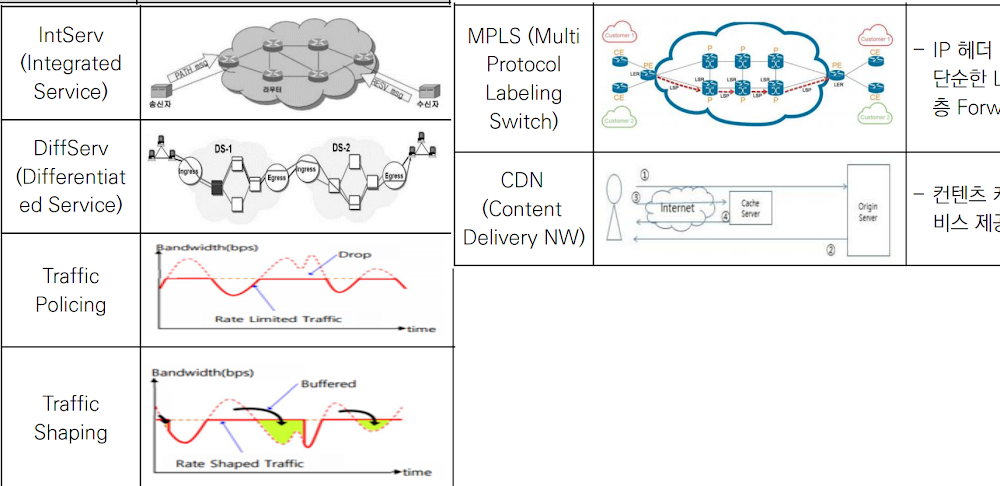 IntServ
(Integrated
Service)
PATH msg
RESV msg
송신자
라우터
수신자
DiffServ
(Differentiat
ed Service)
DS-1
DS-2
Ingress
Egress
Ingress
Egress
Traffic
Policing
Bandwidth(bps)
Drop
Rate Limited Traffic
time
Traffic
Shaping
Bandwidth(bps)
Buffered
Rate Shaped Traffic
time
MPLS (Multi
Protocol
Labeling
Switch)
Customer 1
Customer 1
CE
P
P
P
CE
PE
PE
LER
LSR
LSR
LSR
LER
LSP
LSP
LSP
LSP
CE
P
P
P
CE
Customer 2
Customer 2
– IP 헤더
단순한
층 Forw
CDN
(Content
Delivery NW)
①
③
Internet
Cache
Server
④
Origin
Server
②
– 컨텐츠
비스 제공